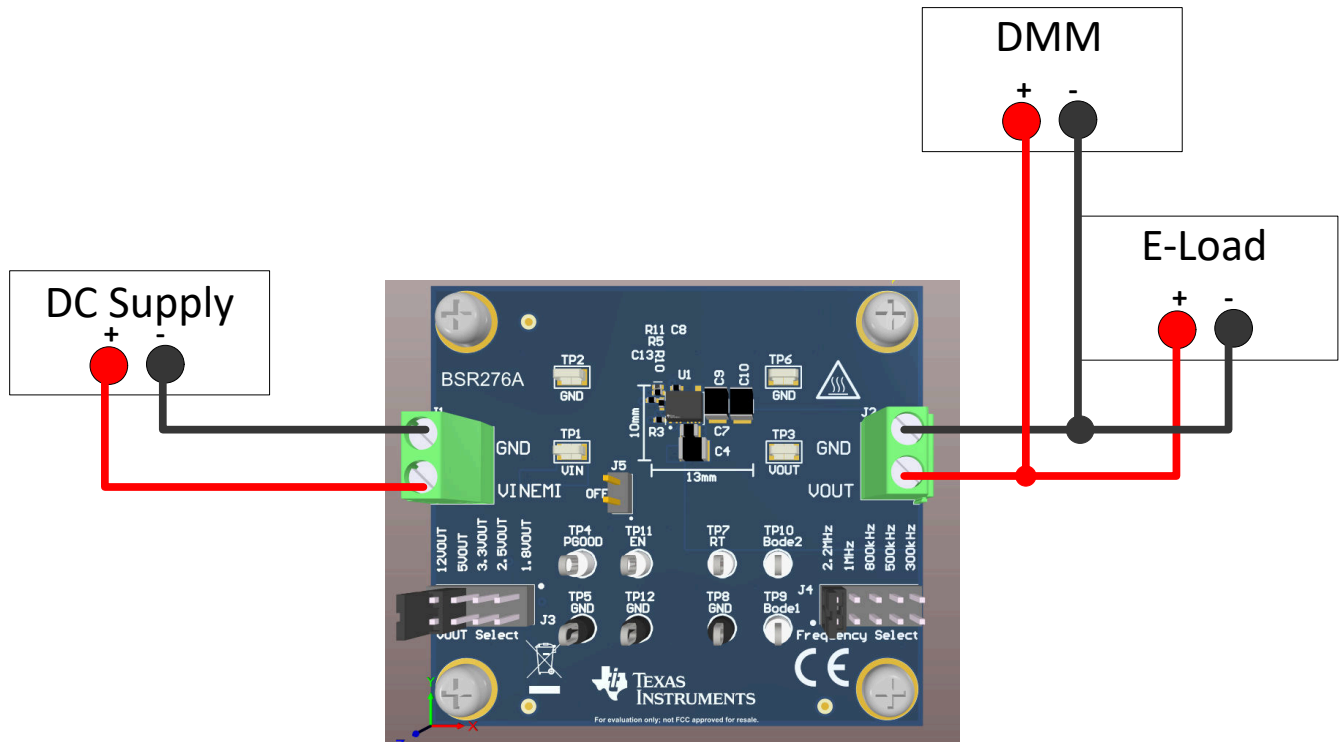 DMM
+ -
E-Load
+ -
DC Supply
+ -
R11 C8
R5
C13
R10
U1
C9
C10
TP2
GND
TP6
GND
BSR276A
10mm
R3
C7
C4
13mm
J1
GND
VINEMI
TP1
VIN
J5
OFF
TP3
VOUT
J2
GND
VOUT
12VOUT
5VOUT
3.3VOUT
2.5VOUT
1.8VOUT
TP4
PGOOD
TP11
EN
TP7
RT
TP10
Bode2
2.2MHz
1MHz
800kHz
500kHz
300kHz
J3
VOUT Select
TP5
GND
TP12
GND
TP8
GND
TP9
Bode1
J4
Frequency Select
CE
TEXAS
INSTRUMENTS
For evaluation only; not FCC approved for resale.
Y
X
Z